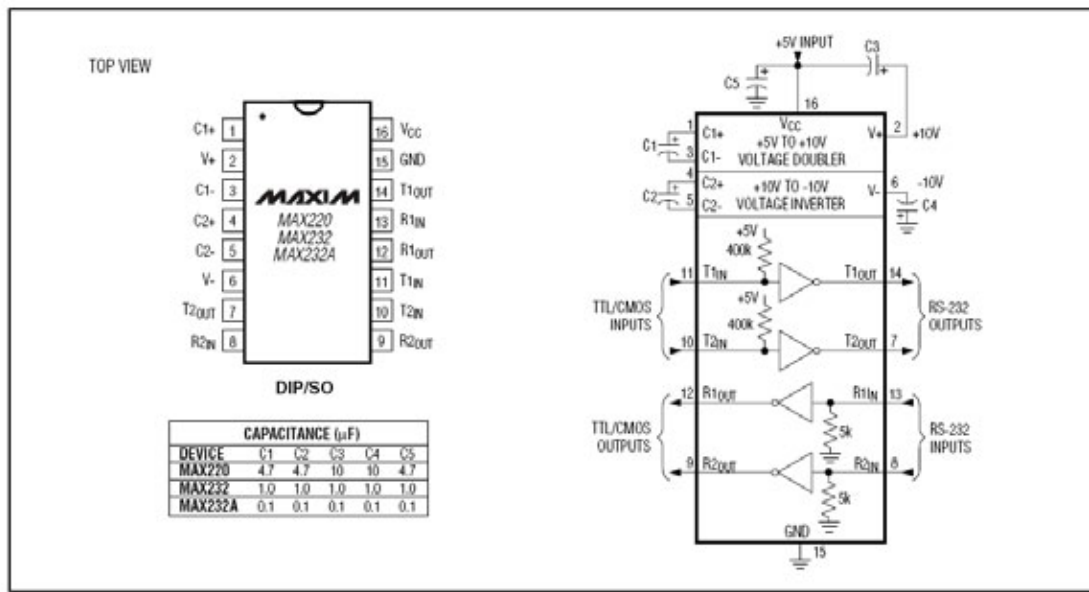 TOP VIEW
C1+ 1
V+ 2
C1- 3
C2+ 4
C2- 5
V- 6
T2OUT 7
R2IN 8
16 VCC
15 GND
14 T1OUT
13 R1IN
12 R1OUT
11 T1IN
10 T2IN
9 R2OUT
MAXIM
MAX220
MAX232
MAX232A
DIP/SO
CAPACITANCE (µF)
DEVICE C1 C2 C3 C4 C5
MAX220 4.7 4.7 10 10 4.7
MAX232 1.0 1.0 1.0 1.0 1.0
MAX232A 0.1 0.1 0.1 0.1 0.1
+5V INPUT
C3
C5
16
VCC
1 C1+
C1
3 C1-
+5V TO +10V
VOLTAGE DOUBLER
V+ 2 +10V
4 C2+
C2
5 C2-
+10V TO -10V
VOLTAGE INVERTER
V- 6 -10V
C4
+5V
400k
11 T1IN
T1OUT 14
TTL/CMOS
INPUTS
+5V
400k
RS-232
OUTPUTS
10 T2IN
T2OUT 7
12 R1OUT
R1IN 13
TTL/CMOS
OUTPUTS
5k
RS-232
INPUTS
9 R2OUT
R2IN 8
5k
GND
15